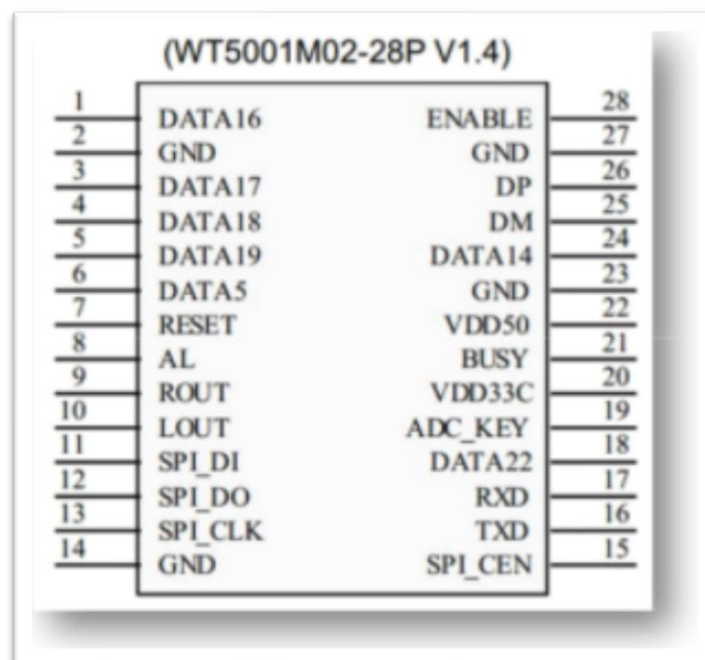 (WT5001M02-28P V1.4)
1 DATA16 ENABLE 28
2 GND GND 27
3 DATA17 DP 26
4 DATA18 DM 25
5 DATA19 DATA14 24
6 DATA5 GND 23
7 RESET VDD50 22
8 AL BUSY 21
9 ROUT VDD33C 20
10 LOUT ADC_KEY 19
11 SPI_DI DATA22 18
12 SPI_DO RXD 17
13 SPI_CLK TXD 16
14 GND SPI_CEN 15